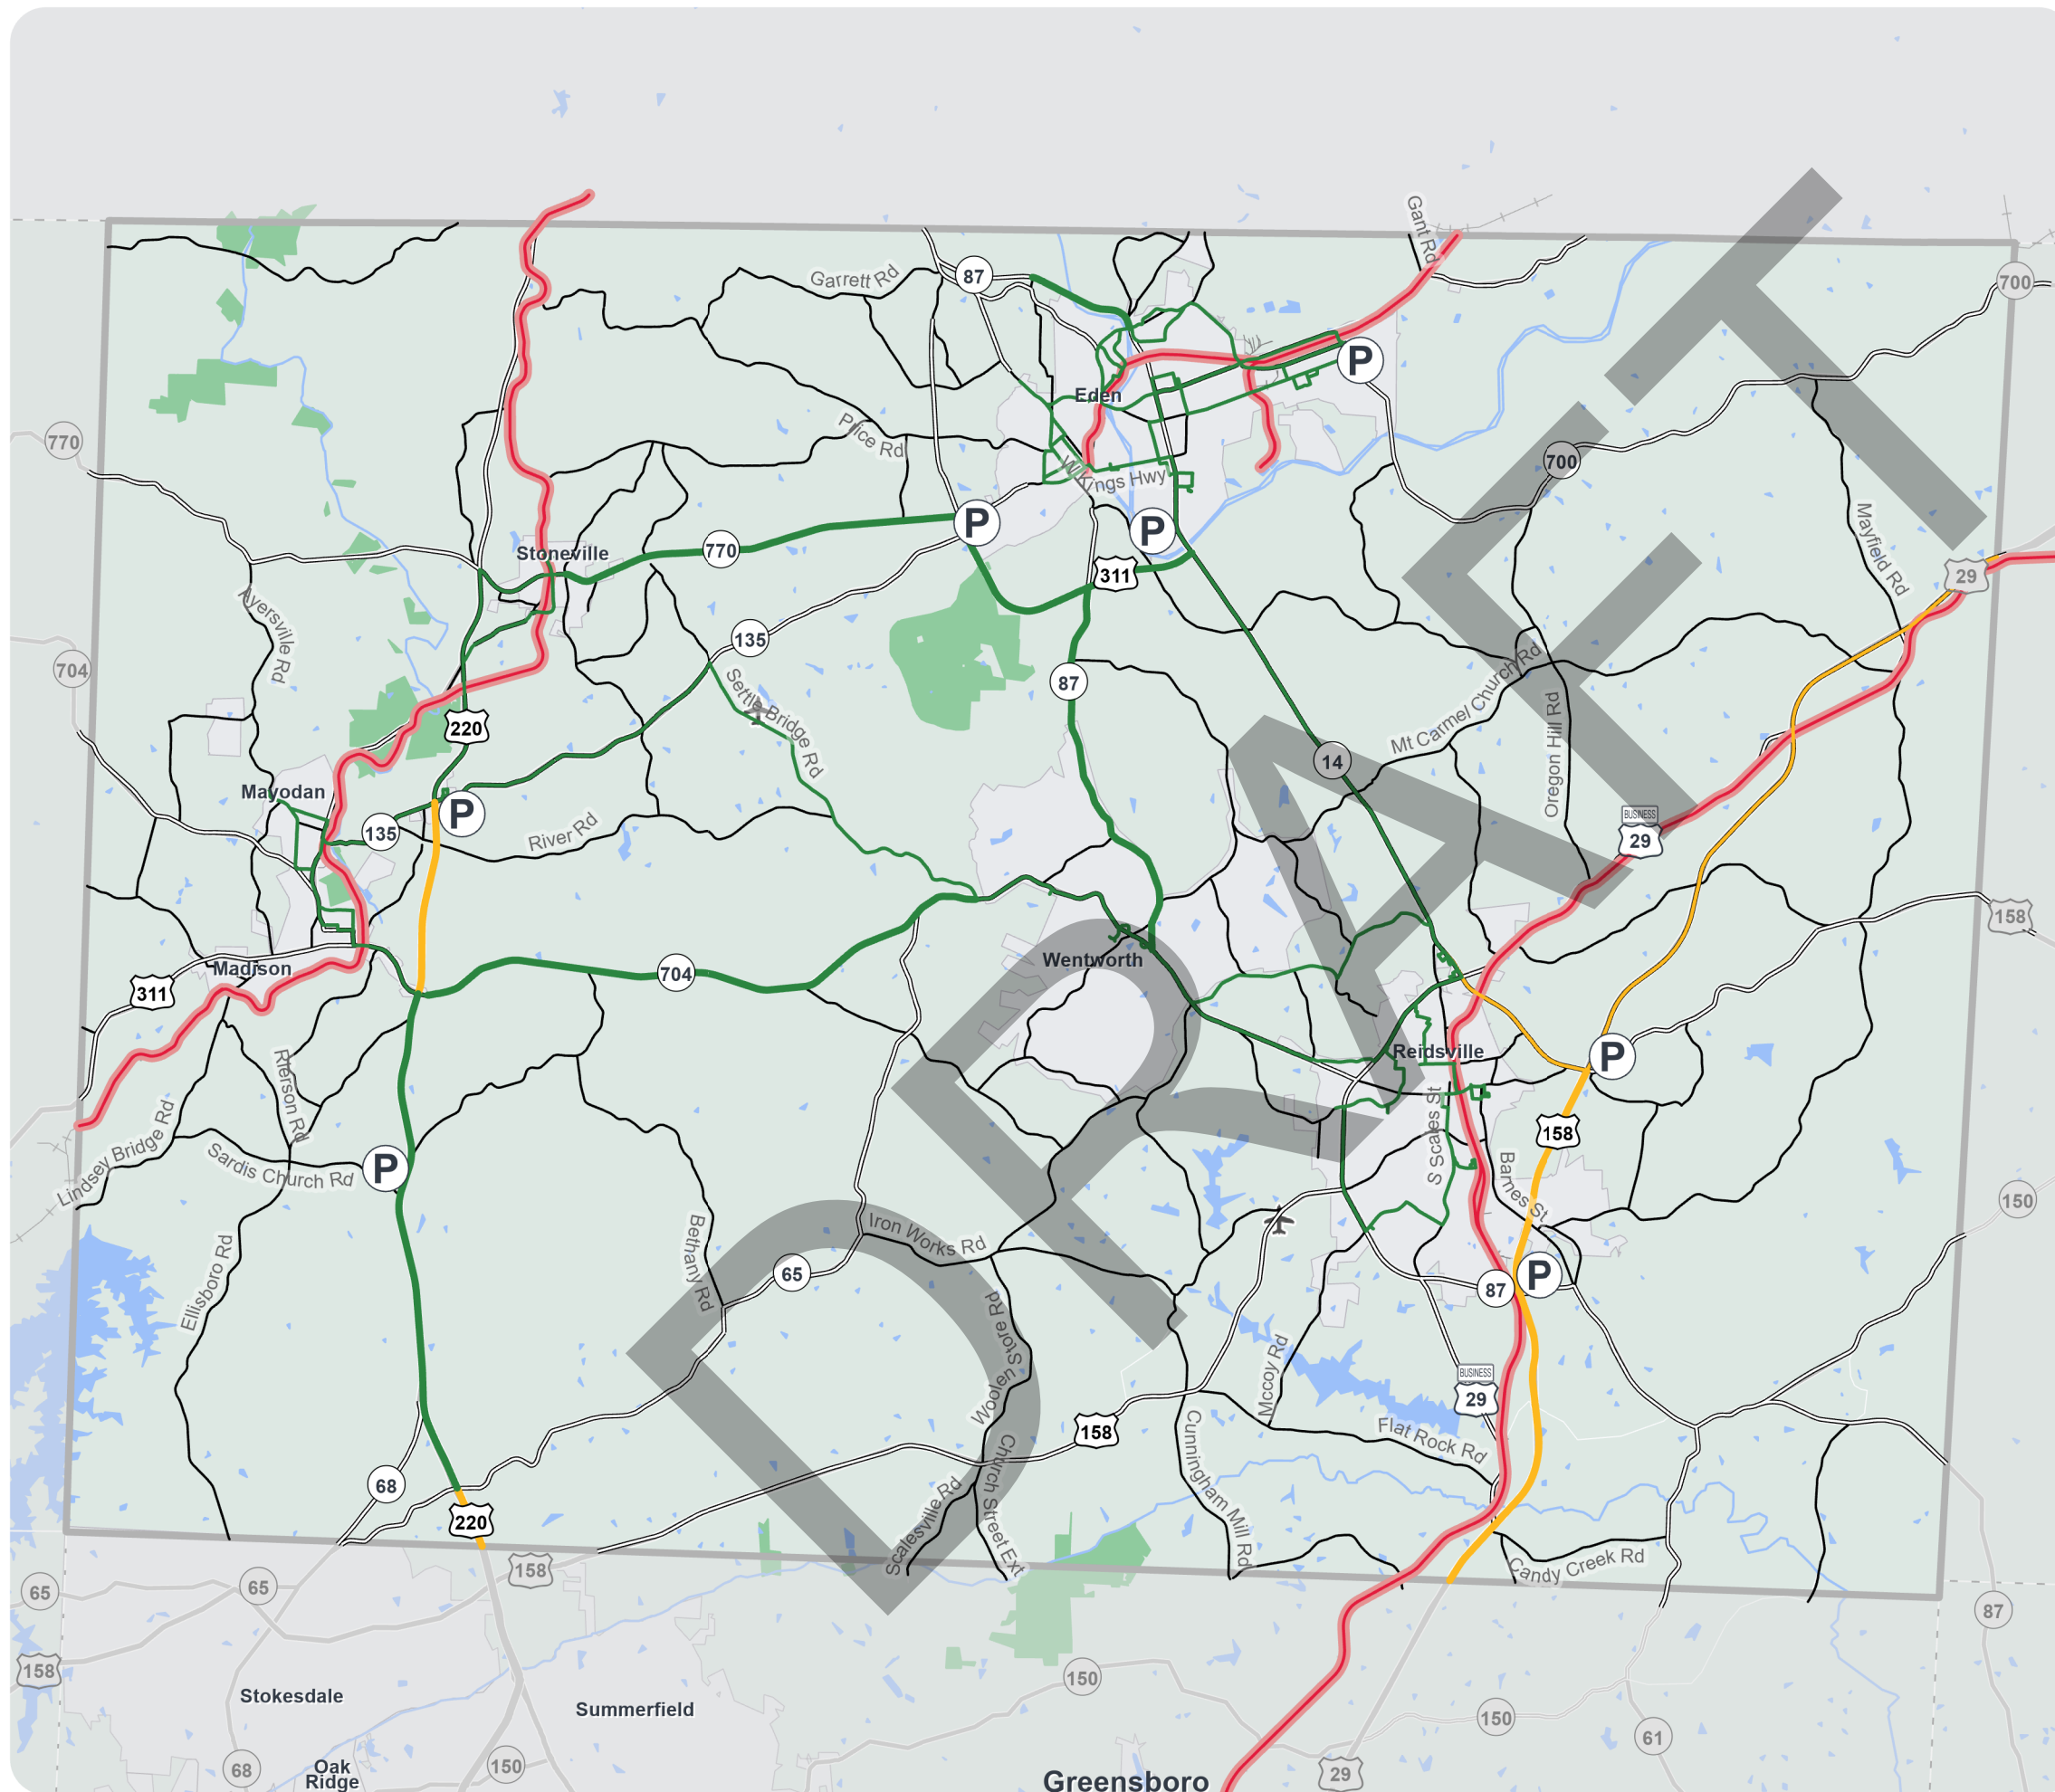 DRAFT
Gant Rd
87
Garrett Rd
700
P
Eden
Price Rd
770
700
W Kings Hwy
P
P
Mayfield Rd
770
Stoneville
311
29
Ayersville Rd
135
704
Settle Bridge Rd
87
Mt Carmel Church Rd
220
14
Oregon Hill Rd
Mayodan
P
135
River Rd
BUSINESS
29
158
Wentworth
Madison
704
311
Reidsville
P
Rierson Rd
S Scales St
158
Lindsey Bridge Rd
Sardis Church Rd
P
Barnes St
150
Iron Works Rd
Bethany Rd
Ellisboro Rd
65
87
P
Woolen Store Rd
Mccoy Rd
BUSINESS
29
158
Flat Rock Rd
Cunningham Mill Rd
Church Street Ext
68
Scalesville Rd
220
Candy Creek Rd
158
65
65
87
158
150
Stokesdale
Summerfield
150
61
68
150
Oak
Ridge
Greensboro
29